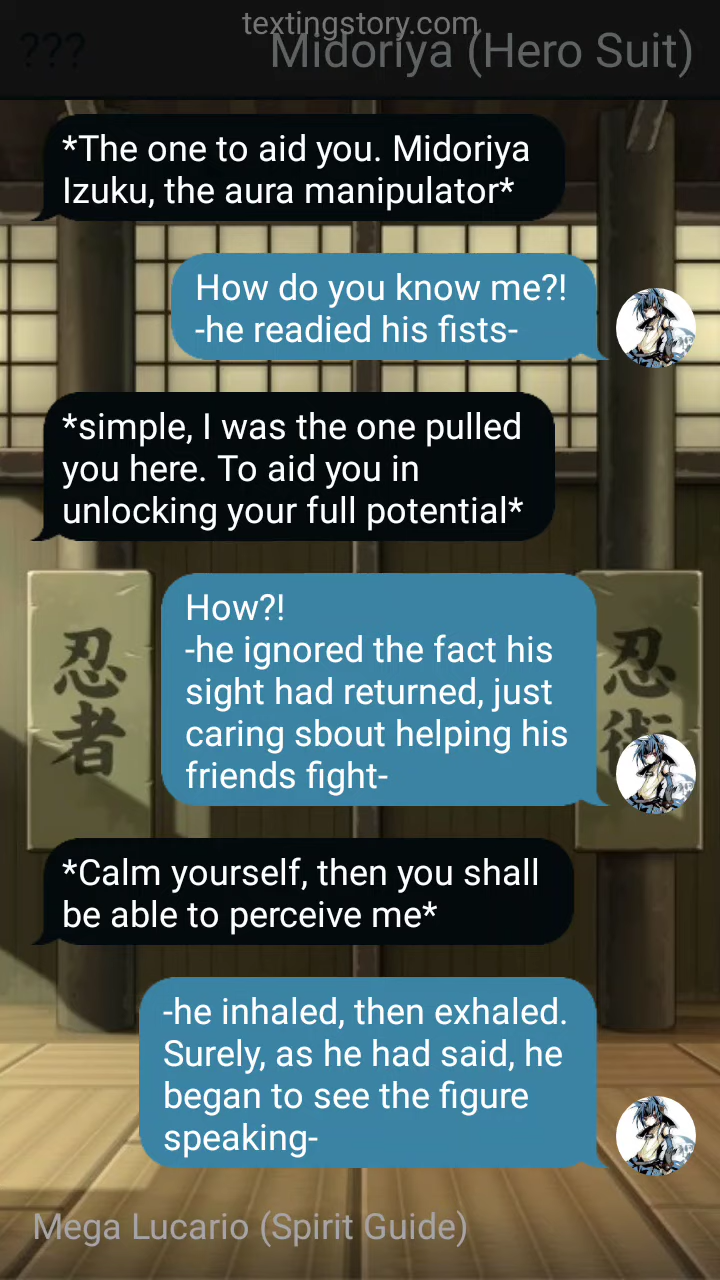 textingstory.com
???
Midoriya (Hero Suit)
*The one to aid you. Midoriya
Izuku, the aura manipulator*
How do you know me?!
-he readied his fists-
*simple, I was the one pulled
you here. To aid you in
unlocking your full potential*
How?!
-he ignored the fact his
sight had returned, just
caring sbout helping his
friends fight-
忍者
忍術
*Calm yourself, then you shall
be able to perceive me*
-he inhaled, then exhaled.
Surely, as he had said, he
began to see the figure
speaking-
Mega Lucario (Spirit Guide)